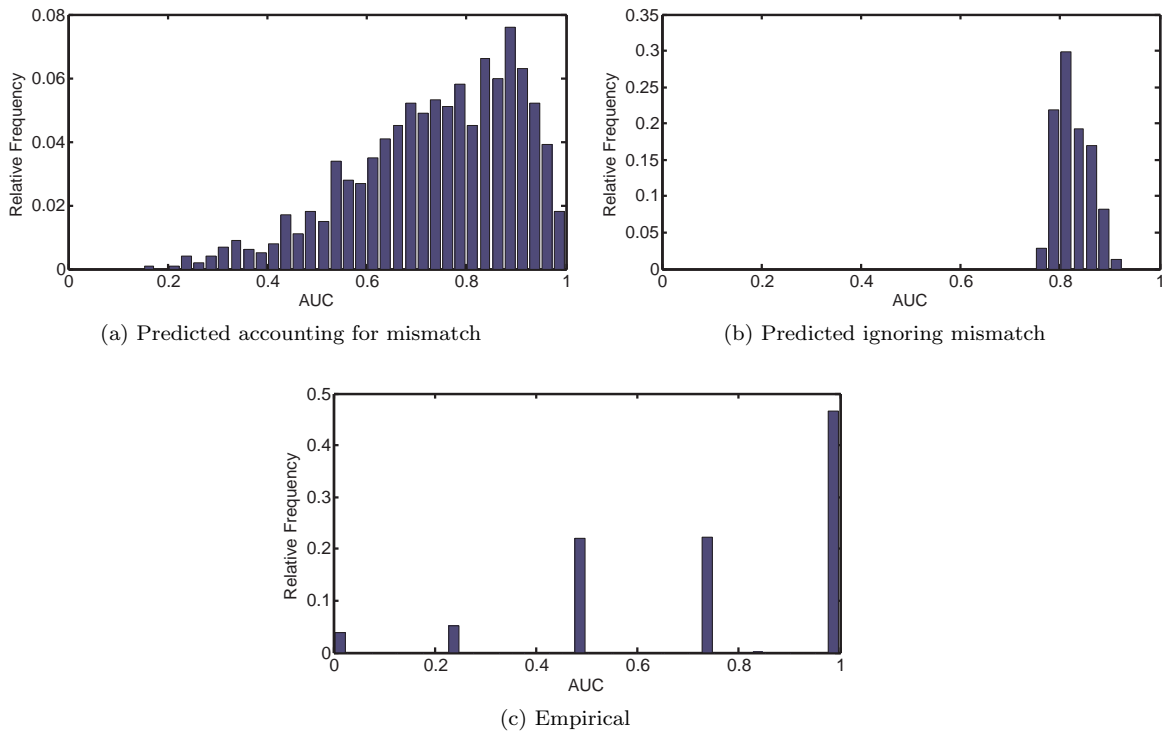 0.08
0.06
0.04
0.02
0
Relative Frequency
0 0.2 0.4 0.6 0.8 1
AUC
(a) Predicted accounting for mismatch
0.35
0.3
0.25
0.2
0.15
0.1
0.05
0
Relative Frequency
0 0.2 0.4 0.6 0.8 1
AUC
(b) Predicted ignoring mismatch
0.5
0.4
0.3
0.2
0.1
0
Relative Frequency
0 0.2 0.4 0.6 0.8 1
AUC
(c) Empirical